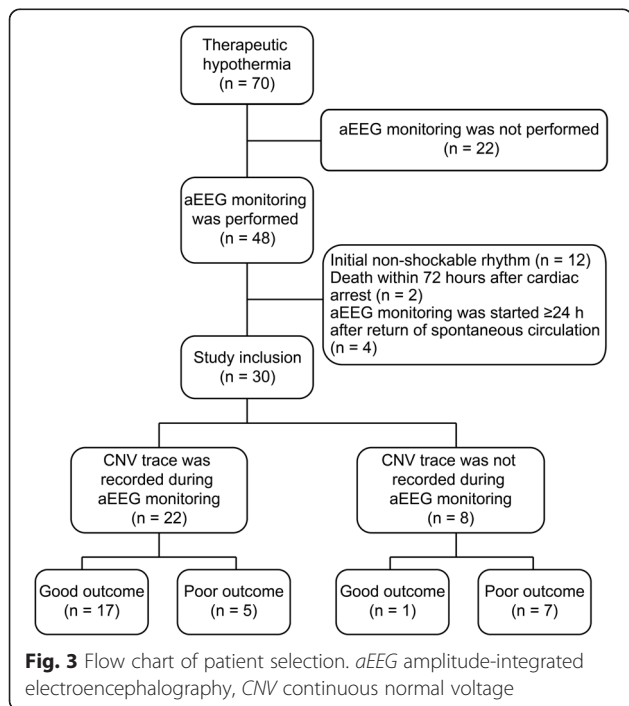 Therapeutic
hypothermia
(n = 70)
aEEG monitoring was not performed
(n = 22)
aEEG monitoring
was performed
(n = 48)
Initial non-shockable rhythm (n = 12)
Death within 72 hours after cardiac
arrest (n = 2)
aEEG monitoring was started ≥24 h
after return of spontaneous circulation
(n = 4)
Study inclusion
(n = 30)
CNV trace was
recorded during
aEEG monitoring
(n = 22)
CNV trace was not
recorded during
aEEG monitoring
(n = 8)
Good outcome
(n = 17)
Poor outcome
(n = 5)
Good outcome
(n = 1)
Poor outcome
(n = 7)
Fig. 3 Flow chart of patient selection. aEEG amplitude-integrated
electroencephalography, CNV continuous normal voltage